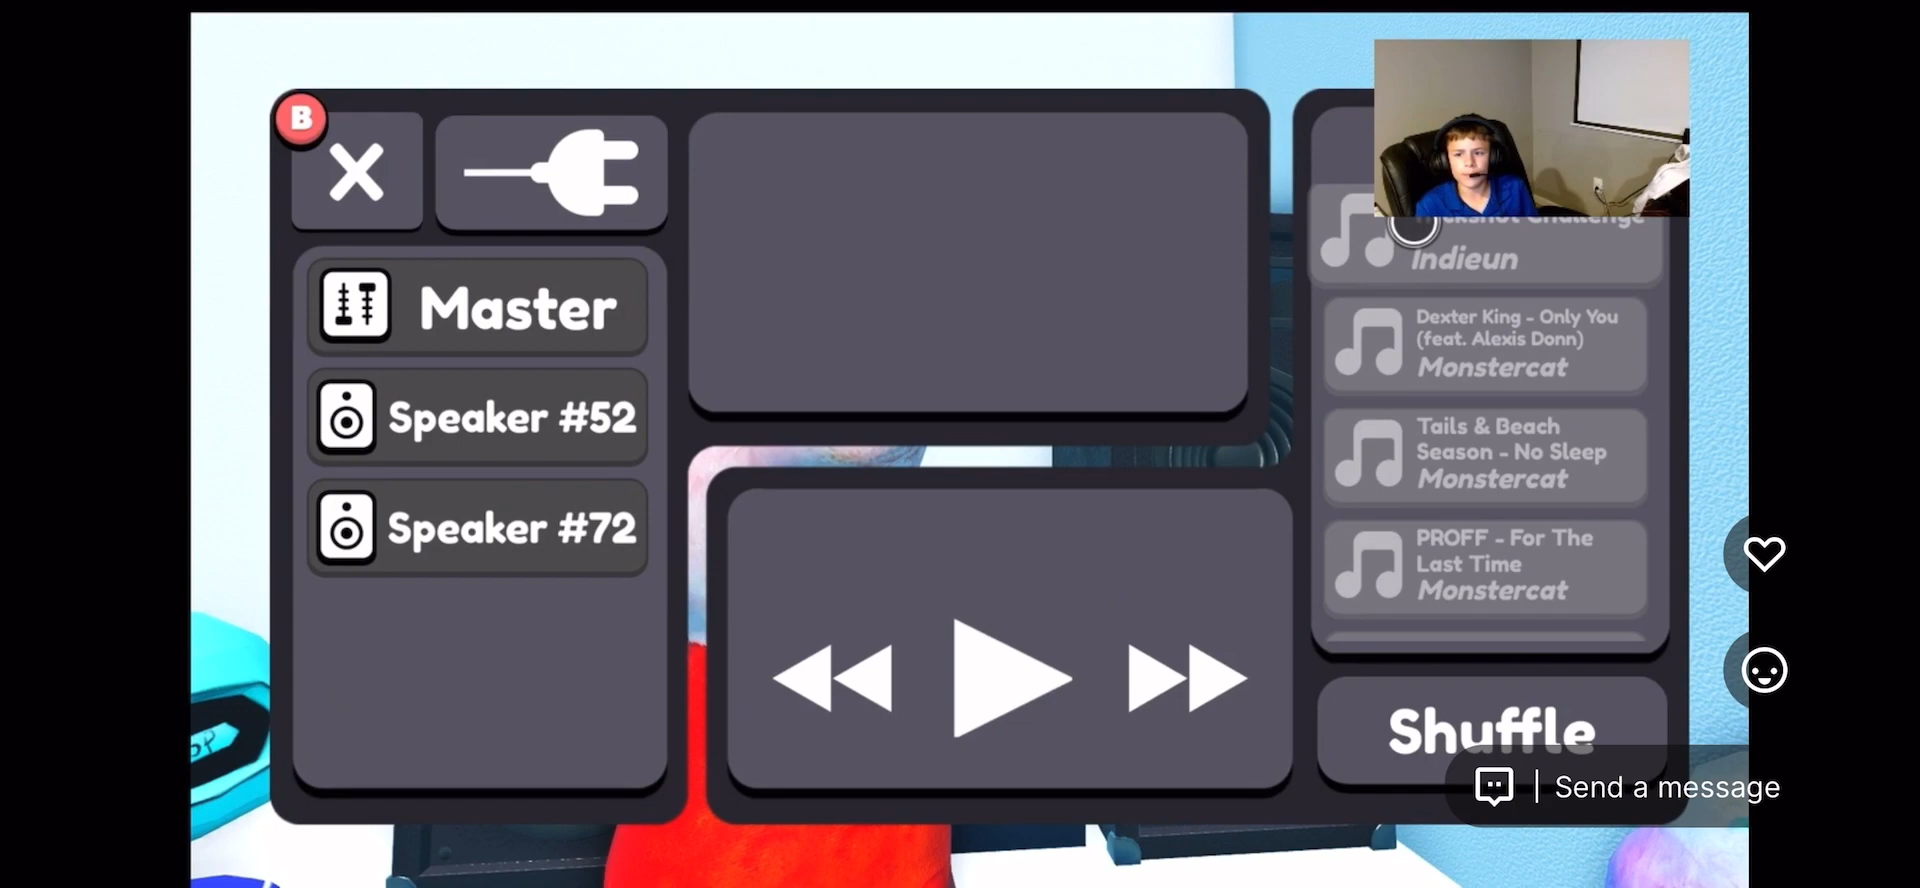 B
Master
Speaker #52
Speaker #72
Challenge
Indieun
Dexter King - Only You
(feat. Alexis Donn)
Monstercat
Tails & Beach
Season - No Sleep
Monstercat
PROFF - For The
Last Time
Monstercat
Shuffle
Send a message